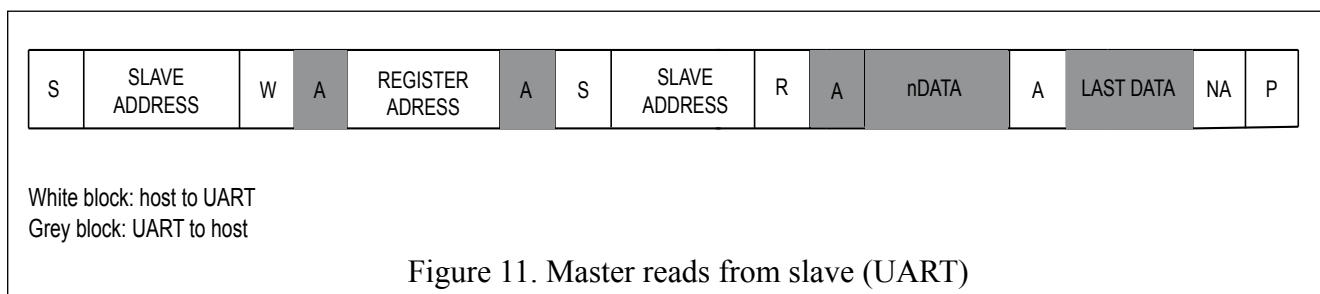 S SLAVE ADDRESS W A REGISTER ADRESS A S SLAVE ADDRESS R A nDATA A LAST DATA NA P
White block: host to UART
Grey block: UART to host
Figure 11. Master reads from slave (UART)